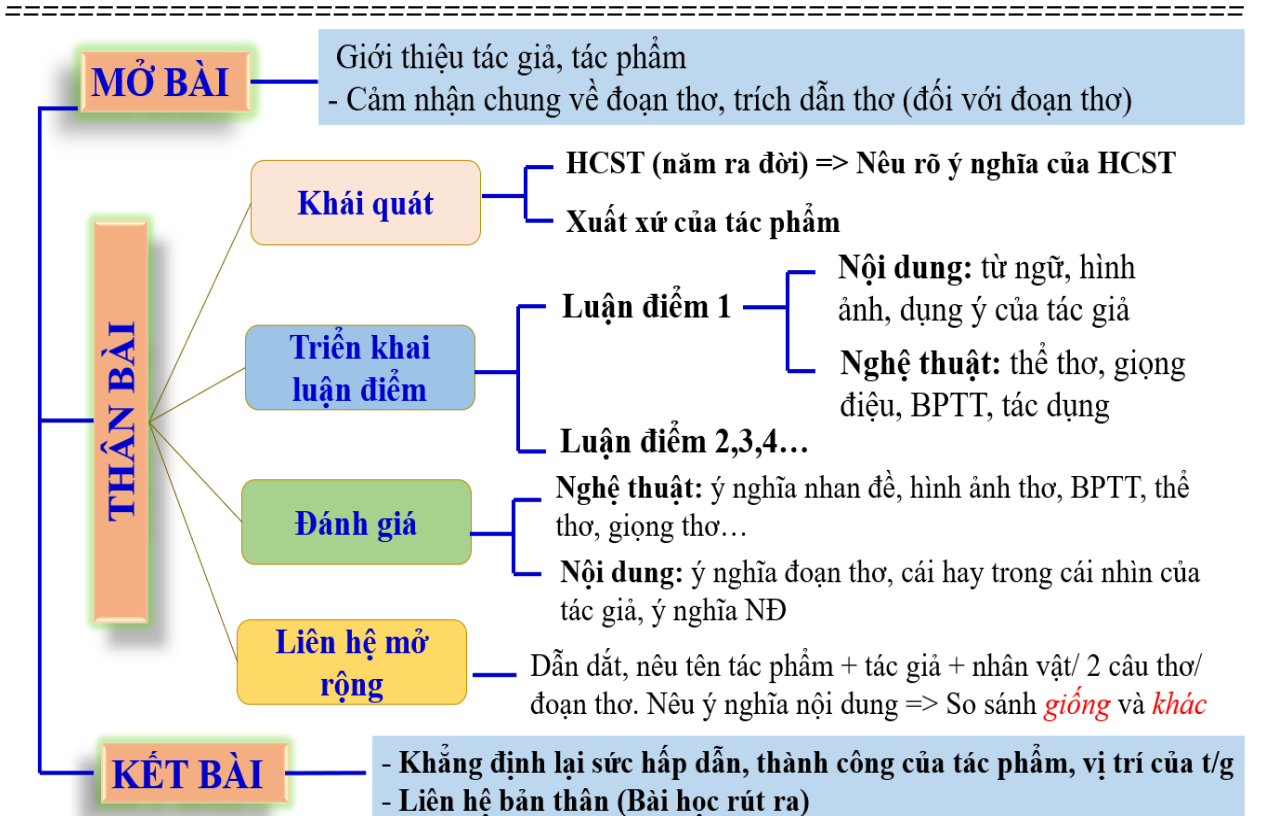 ==========================================================================
MỞ BÀI
Giới thiệu tác giả, tác phẩm
- Cảm nhận chung về đoạn thơ, trích dẫn thơ (đối với đoạn thơ)
THÂN BÀI
Khái quát
HCST (năm ra đời) => Nêu rõ ý nghĩa của HCST
Xuất xứ của tác phẩm
Triển khai
luận điểm
Luận điểm 1
Nội dung: từ ngữ, hình
ảnh, dụng ý của tác giả
Nghệ thuật: thể thơ, giọng
điệu, BPTT, tác dụng
Luận điểm 2,3,4…
Đánh giá
Nghệ thuật: ý nghĩa nhan đề, hình ảnh thơ, BPTT, thể
thơ, giọng thơ…
Nội dung: ý nghĩa đoạn thơ, cái hay trong cái nhìn của
tác giả, ý nghĩa NĐ
Liên hệ mở
rộng
Dẫn dắt, nêu tên tác phẩm + tác giả + nhân vật/ 2 câu thơ/
đoạn thơ. Nêu ý nghĩa nội dung => So sánh giống và khác
KẾT BÀI
- Khẳng định lại sức hấp dẫn, thành công của tác phẩm, vị trí của t/g
- Liên hệ bản thân (Bài học rút ra)